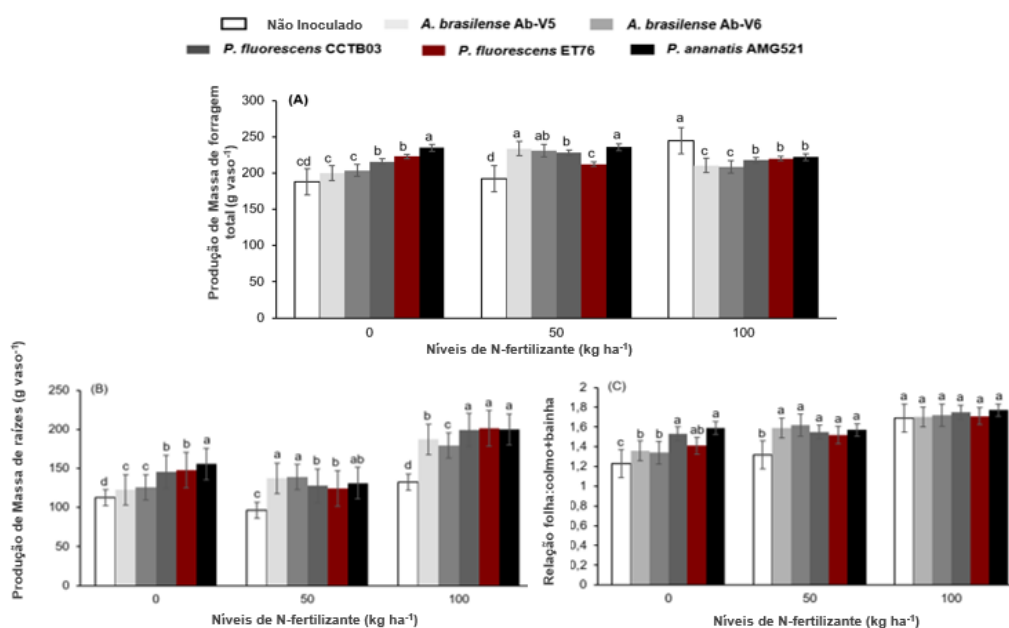 Não Inoculado A. brasilense Ab-V5 A. brasilense Ab-V6
P. fluorescens CCTB03 P. fluorescens ET76 P. ananatis AMG521
(A)
Produção de Massa de forragem
total (g vaso⁻¹)
300
250
200
150
100
50
0
cd c c b b a
d a ab b c a
a c c b b b
0 50 100
Níveis de N-fertilizante (kg ha⁻¹)
(B)
Produção de Massa de raízes (g vaso⁻¹)
250
200
150
100
50
0
d c c b b a
c a a b b ab
d b c a a a
0 50 100
Níveis de N-fertilizante (kg ha⁻¹)
(C)
Relação folha:colmo+bainha
2
1,8
1,6
1,4
1,2
1
0,8
0,6
0,4
0,2
0
c b b a ab a
b a a a a a
a a a a a a
0 50 100
Níveis de N-fertilizante (kg ha⁻¹)